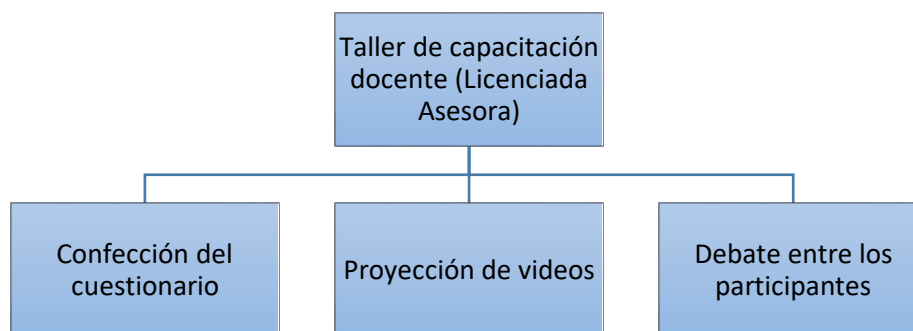 Taller de capacitación
docente (Licenciada
Asesora)
Confección del
cuestionario
Proyección de videos
Debate entre los
participantes